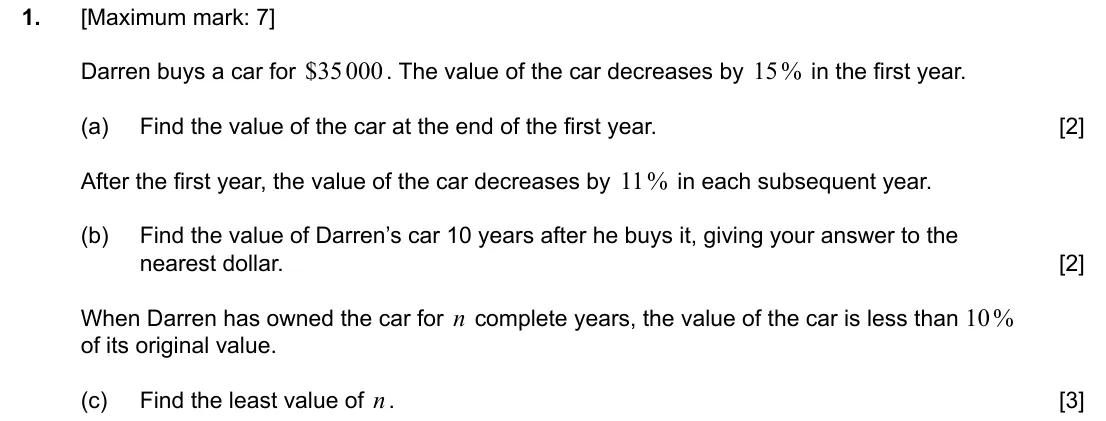 1. [Maximum mark: 7]
Darren buys a car for $35 000. The value of the car decreases by 15% in the first year.
(a) Find the value of the car at the end of the first year. [2]
After the first year, the value of the car decreases by 11% in each subsequent year.
(b) Find the value of Darren's car 10 years after he buys it, giving your answer to the
nearest dollar. [2]
When Darren has owned the car for n complete years, the value of the car is less than 10%
of its original value.
(c) Find the least value of n. [3]